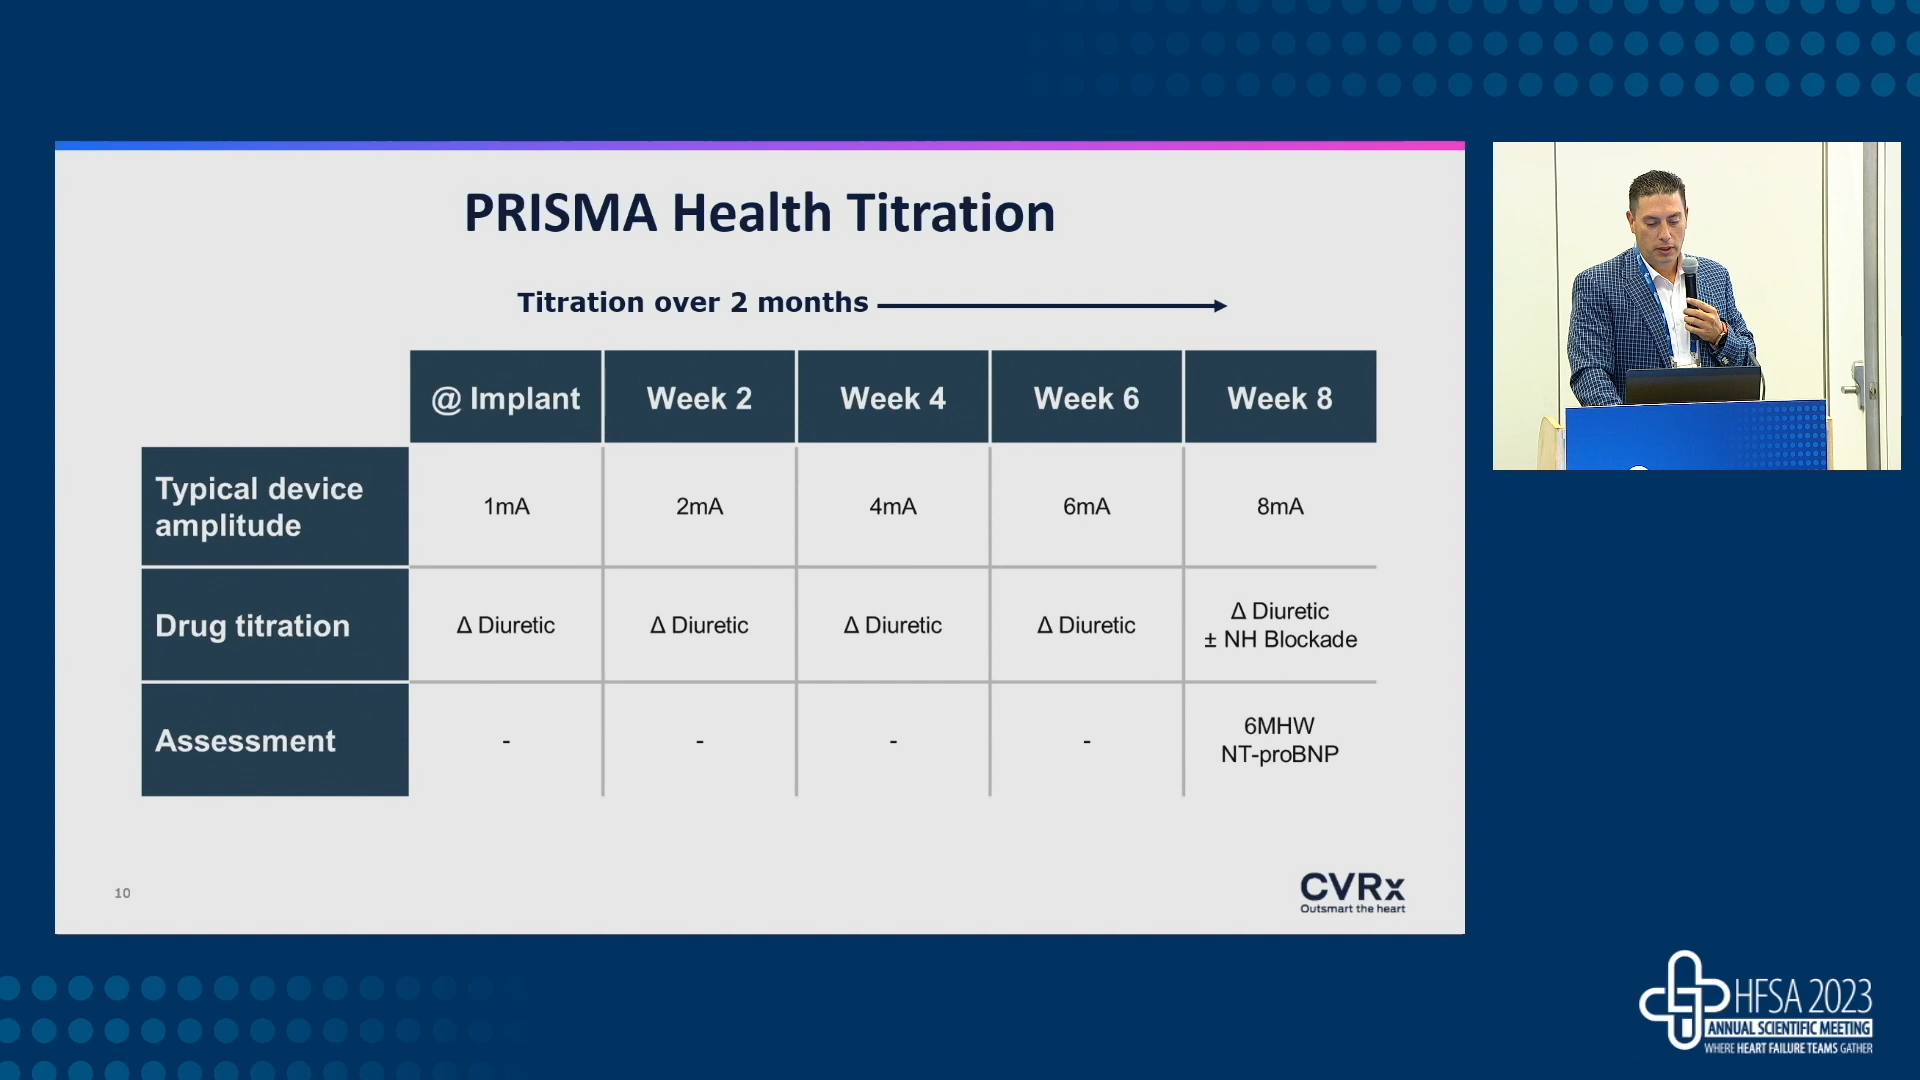 PRISMA Health Titration
Titration over 2 months
@ Implant Week 2 Week 4 Week 6 Week 8
Typical device
amplitude
1mA 2mA 4mA 6mA 8mA
Drug titration
Δ Diuretic Δ Diuretic Δ Diuretic Δ Diuretic Δ Diuretic
± NH Blockade
Assessment
- - - - 6MHW
NT-proBNP
10
CVRx
Outsmart the heart
HFSA 2023
ANNUAL SCIENTIFIC MEETING
WHERE HEART FAILURE TEAMS GATHER